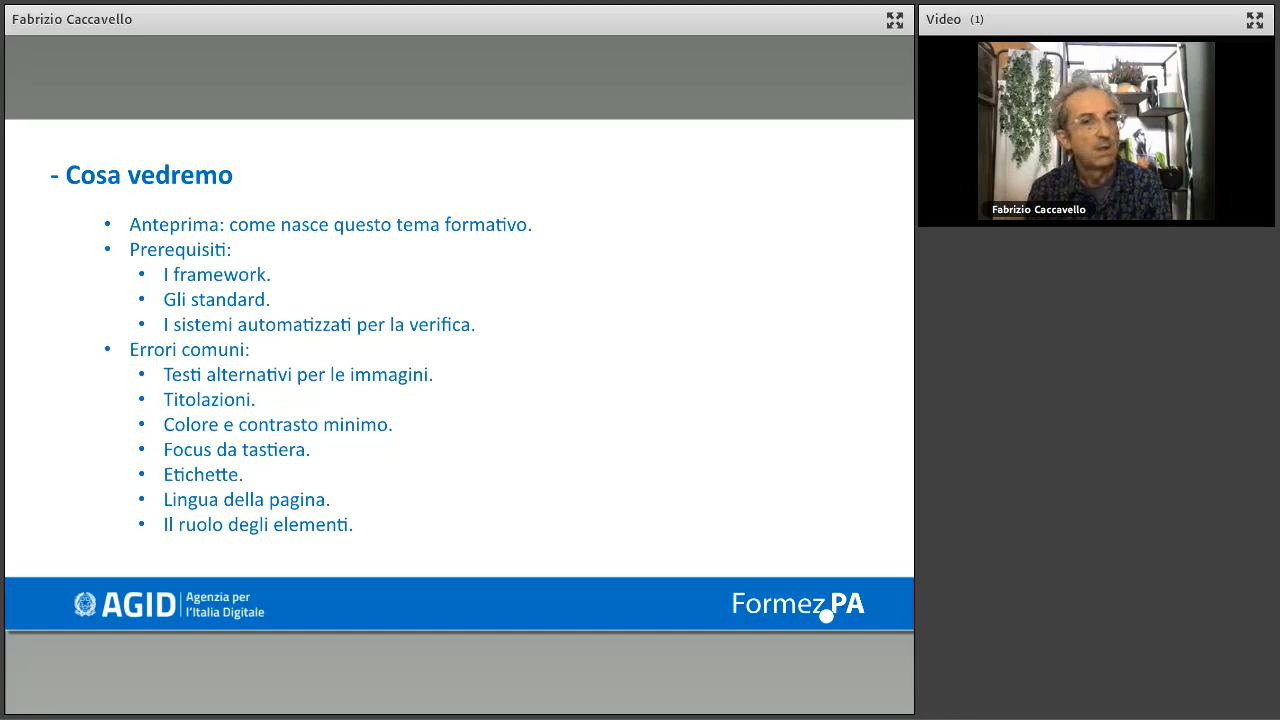 Fabrizio Caccavello
Video (1)
Fabrizio Caccavello
- Cosa vedremo
• Anteprima: come nasce questo tema formativo.
• Prerequisiti:
• I framework.
• Gli standard.
• I sistemi automatizzati per la verifica.
• Errori comuni:
• Testi alternativi per le immagini.
• Titolazioni.
• Colore e contrasto minimo.
• Focus da tastiera.
• Etichette.
• Lingua della pagina.
• Il ruolo degli elementi.
AGID
Agenzia per
l'Italia Digitale
Formez.PA